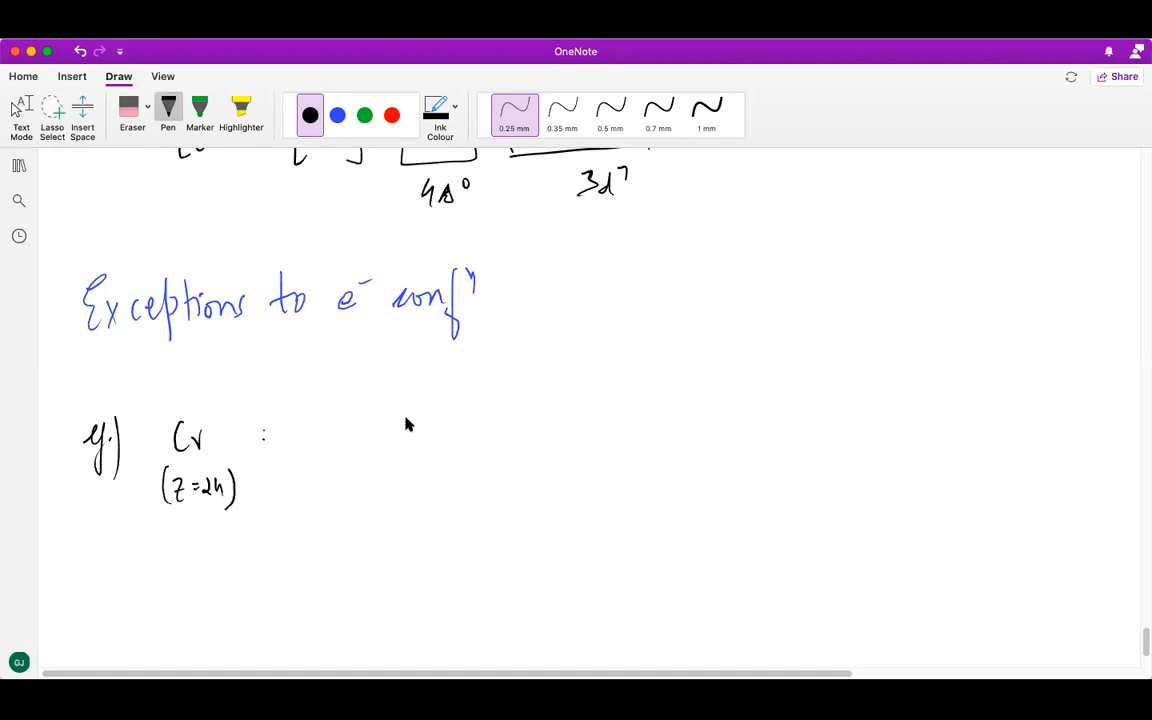 OneNote
Home Insert Draw View
Share
Text Mode
Lasso Select
Insert Space
Eraser
Pen
Marker
Highlighter
Ink Colour
0.25 mm
0.35 mm
0.5 mm
0.7 mm
1 mm
4s⁰ 3d⁷
Exceptions to e⁻ confⁿ
eg.) Cr :
(Z=24)
GJ